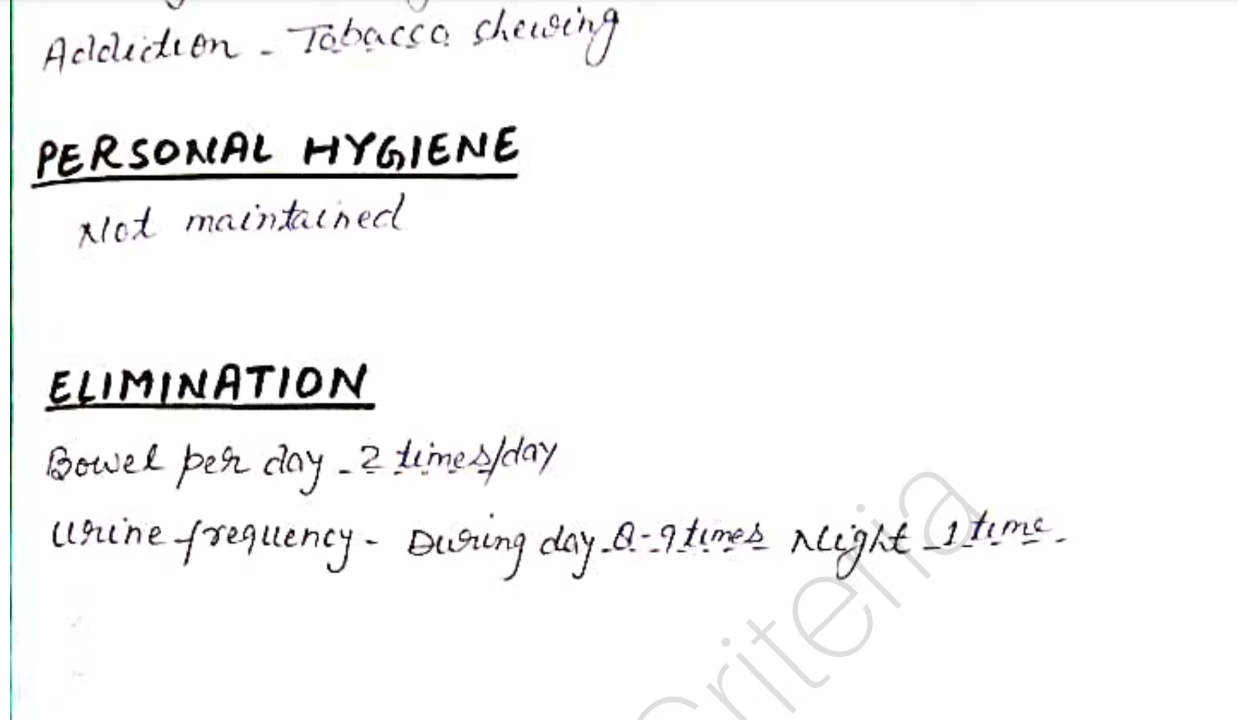 Addiction - Tobacco chewing
PERSONAL HYGIENE
Not maintained
ELIMINATION
Bowel per day - 2 times/day
Urine frequency - During day - 8-9 times Night - 1 time.
Criteria